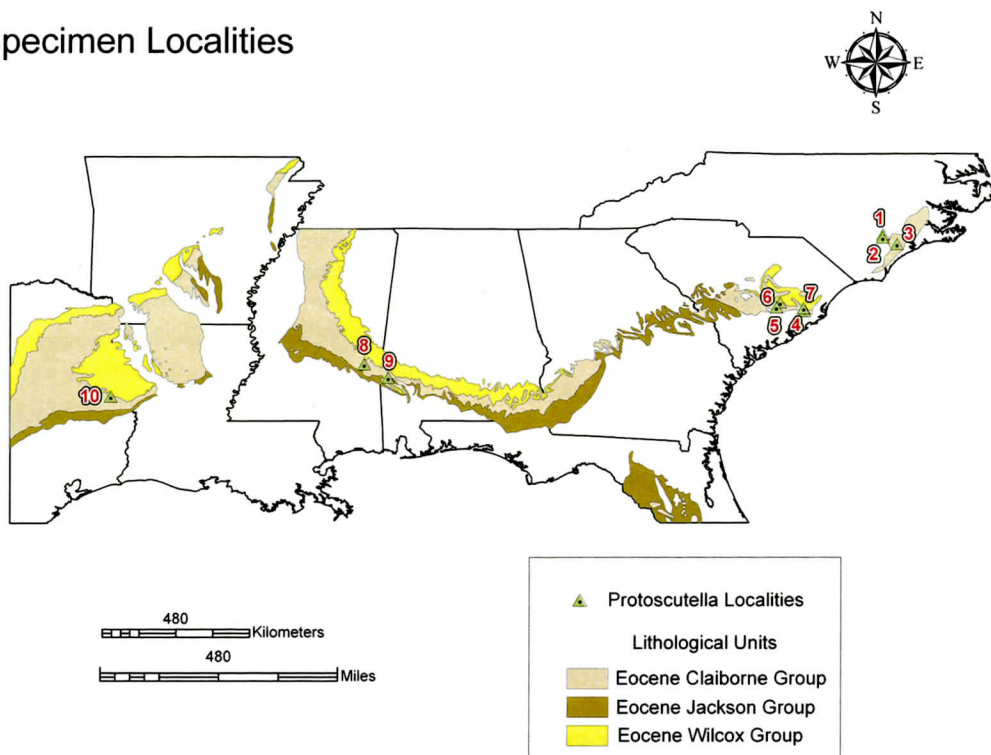 pecimen Localities
N
W E
S
1
3
2
6
7
5
4
8
9
10
480
Kilometers
480
Miles
Protoscutella Localities
Lithological Units
Eocene Claiborne Group
Eocene Jackson Group
Eocene Wilcox Group